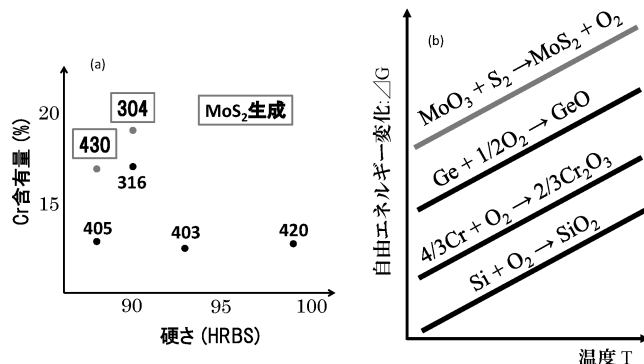 (a)
Cr含有量 (%)
20
15
304
430
MoS₂生成
316
405
403
420
90
95
100
硬さ (HRBS)
(b)
自由エネルギー変化:⊿G
MoO₃ + S₂ →MoS₂ + O₂
Ge + 1/2O₂ → GeO
4/3Cr + O₂ → 2/3Cr₂O₃
Si + O₂ → SiO₂
温度 T